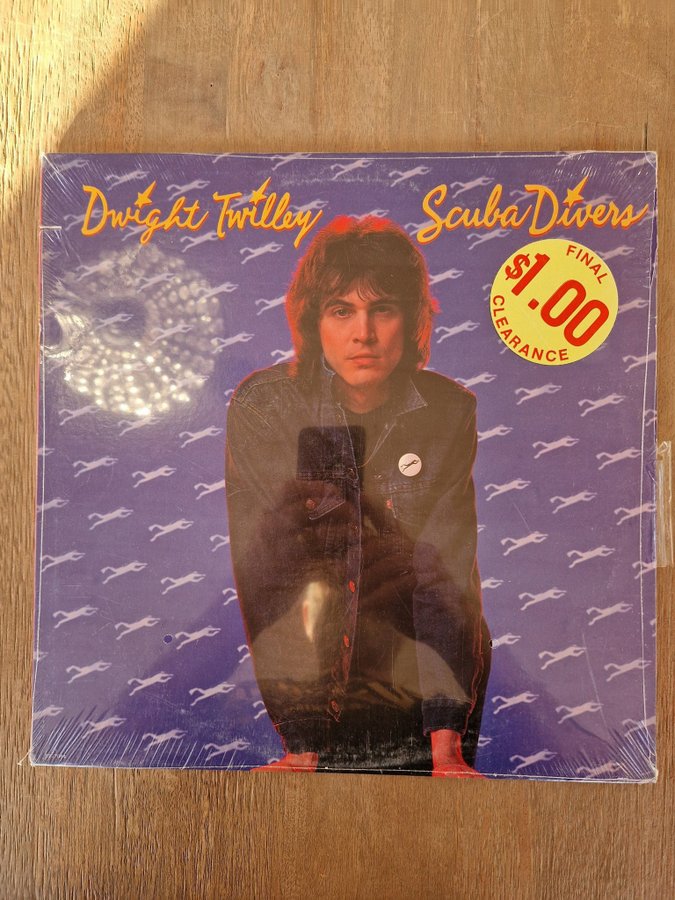 Dwight Twilley
Scuba Divers
FINAL
$1.00
CLEARANCE